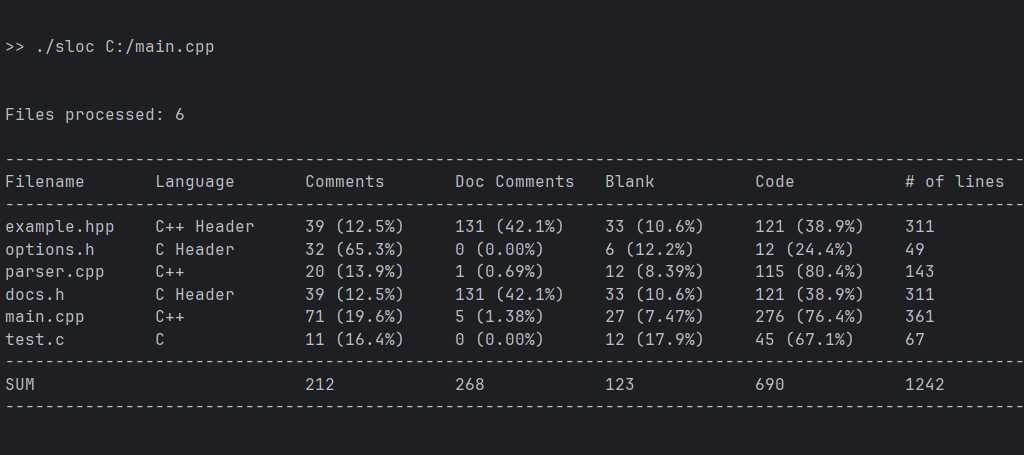 >> ./sloc C:/main.cpp
Files processed: 6
---------------------------------------------------------------------------------------------------------
Filename Language Comments Doc Comments Blank Code # of lines
---------------------------------------------------------------------------------------------------------
example.hpp C++ Header 39 (12.5%) 131 (42.1%) 33 (10.6%) 121 (38.9%) 311
options.h C Header 32 (65.3%) 0 (0.00%) 6 (12.2%) 12 (24.4%) 49
parser.cpp C++ 20 (13.9%) 1 (0.69%) 12 (8.39%) 115 (80.4%) 143
docs.h C Header 39 (12.5%) 131 (42.1%) 33 (10.6%) 121 (38.9%) 311
main.cpp C++ 71 (19.6%) 5 (1.38%) 27 (7.47%) 276 (76.4%) 361
test.c C 11 (16.4%) 0 (0.00%) 12 (17.9%) 45 (67.1%) 67
---------------------------------------------------------------------------------------------------------
SUM 212 268 123 690 1242
---------------------------------------------------------------------------------------------------------